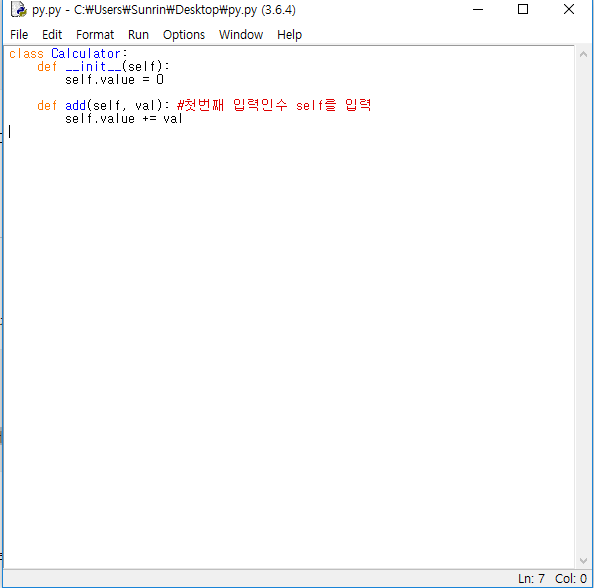 py.py - C:₩Users₩Sunrin₩Desktop₩py.py (3.6.4)
File Edit Format Run Options Window Help
class Calculator:
    def __init__(self):
        self.value = 0
    def add(self, val): #첫번째 입력인수 self를 입력
        self.value += val
Ln: 7 Col: 0